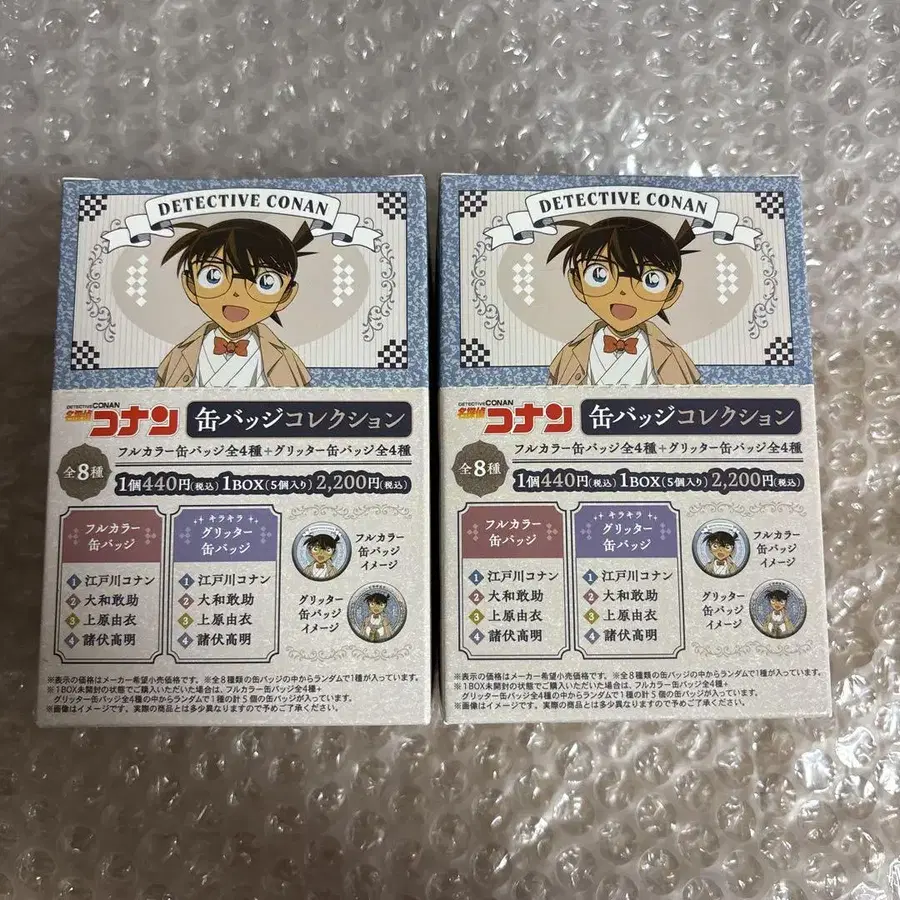 DETECTIVE CONAN
DETECTIVE CONAN
名探偵コナン
缶バッジコレクション
フルカラー缶バッジ全4種+グリッター缶バッジ全4種
全8種
1個440円(税込) 1BOX(5個入り) 2,200円(税込)
フルカラー
缶バッジ
1 江戸川コナン
2 大和敢助
3 上原由衣
4 諸伏高明
キラキラ
グリッター
缶バッジ
1 江戸川コナン
2 大和敢助
3 上原由衣
4 諸伏高明
フルカラー
缶バッジ
イメージ
グリッター
缶バッジ
イメージ
※表示の価格はメーカー希望小売価格です。 ※全8種類の缶バッジの中からランダムで1種が入っています。
※1BOX未開封の状態でご購入いただいた場合は、フルカラー缶バッジ全4種+
グリッター缶バッジ全4種の中からランダムで1種の計5個の缶バッジが入っています。
※画像はイメージです。実際の商品とは多少異なりますので予めご了承ください。
DETECTIVE CONAN
DETECTIVE CONAN
名探偵コナン
缶バッジコレクション
フルカラー缶バッジ全4種+グリッター缶バッジ全4種
全8種
1個440円(税込) 1BOX(5個入り) 2,200円(税込)
フルカラー
缶バッジ
1 江戸川コナン
2 大和敢助
3 上原由衣
4 諸伏高明
キラキラ
グリッター
缶バッジ
1 江戸川コナン
2 大和敢助
3 上原由衣
4 諸伏高明
フルカラー
缶バッジ
イメージ
グリッター
缶バッジ
イメージ
※表示の価格はメーカー希望小売価格です。 ※全8種類の缶バッジの中からランダムで1種が入っています。
※1BOX未開封の状態でご購入いただいた場合は、フルカラー缶バッジ全4種+
グリッター缶バッジ全4種の中からランダムで1種の計5個の缶バッジが入っています。
※画像はイメージです。実際の商品とは多少異なりますので予めご了承ください。